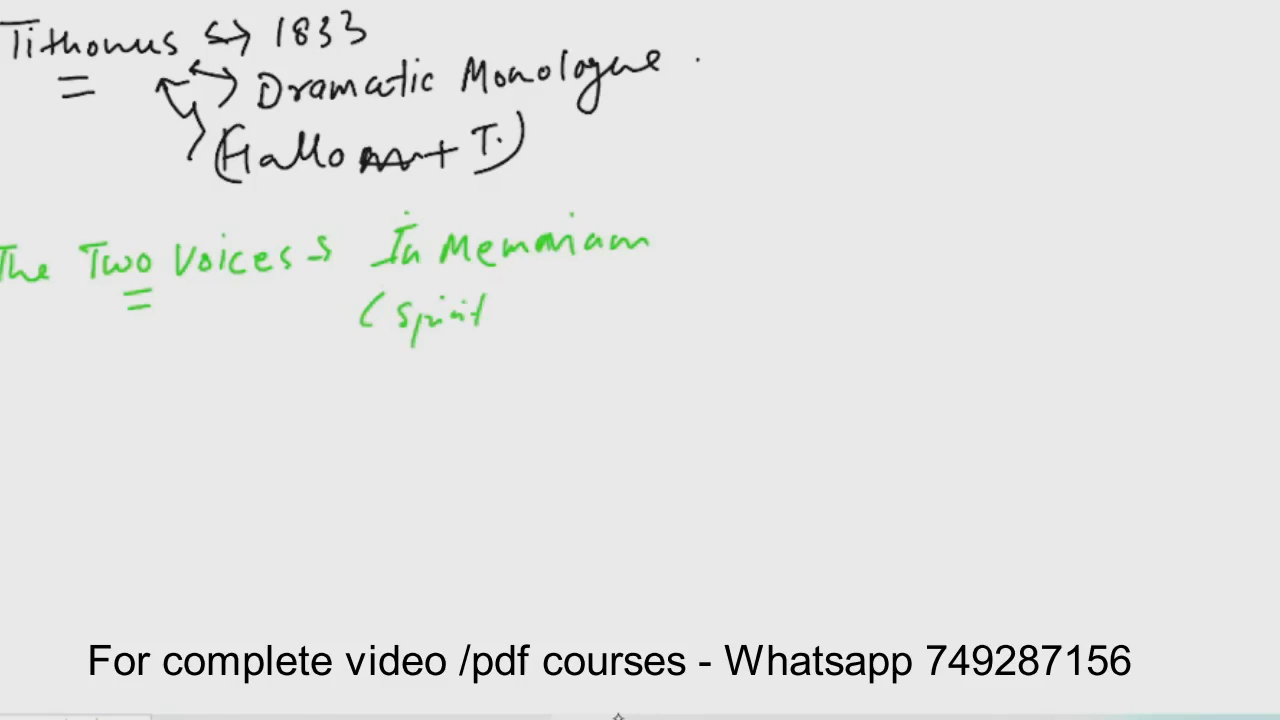 Tithonus ↔ 1833
↔ Dramatic Monologue.
(Hallam + T.)
The Two Voices → In Memoriam
(Spirit
For complete video /pdf courses - Whatsapp 749287156